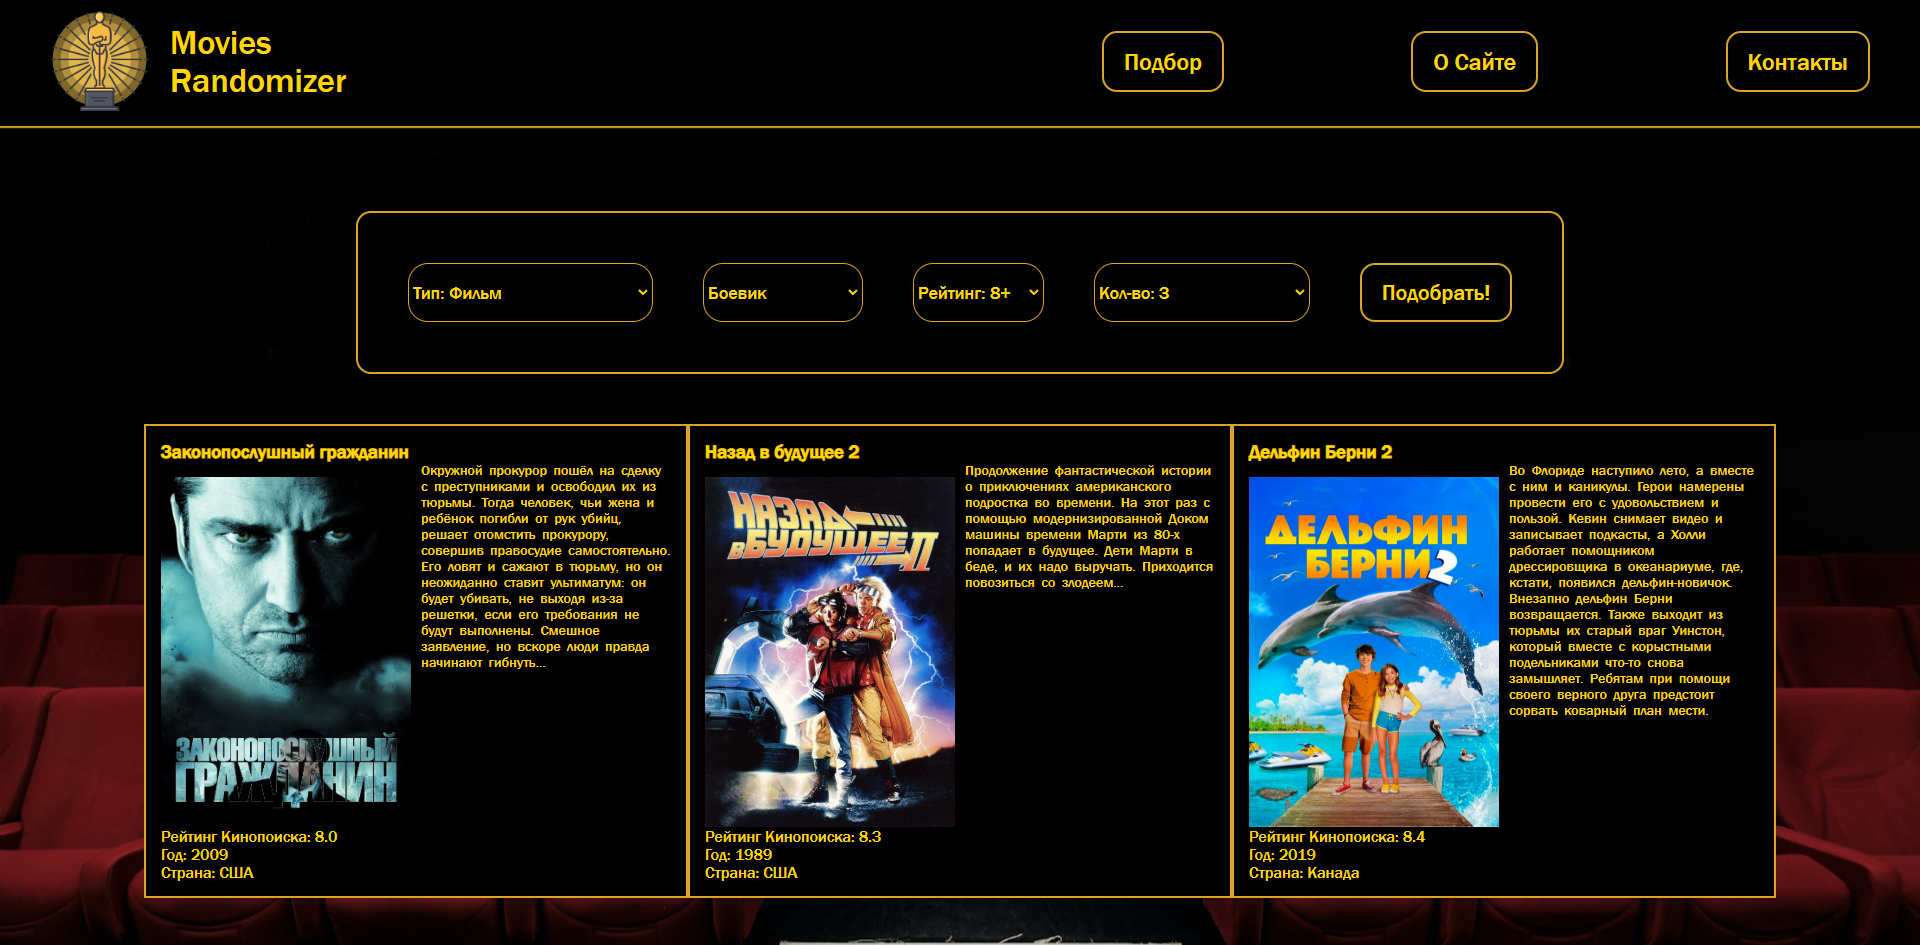 Movies
Randomizer
Подбор
О Сайте
Контакты
Тип: Фильм
Боевик
Рейтинг: 8+
Кол-во: 3
Подобрать!
Законопослушный гражданин
Окружной прокурор пошёл на сделку
с преступниками и освободил их из
тюрьмы. Тогда человек, чьи жена и
ребёнок погибли от рук убийц,
решает отомстить прокурору,
совершив правосудие самостоятельно.
Его ловят и сажают в тюрьму, но он
неожиданно ставит ультиматум: он
будет убивать, не выходя из-за
решетки, если его требования не
будут выполнены. Смешное
заявление, но вскоре люди правда
начинают гибнуть...
ЗАКОНОПОСЛУШНЫЙ
ГРАЖДАНИН
Рейтинг Кинопоиска: 8.0
Год: 2009
Страна: США
Назад в будущее 2
Продолжение фантастической истории
о приключениях американского
подростка во времени. На этот раз с
помощью модернизированной Доком
машины времени Марти из 80-х
попадает в будущее. Дети Марти в
беде, и их надо выручать. Приходится
повозиться со злодеем...
НАЗАД
В БУДУЩЕЕ II
Рейтинг Кинопоиска: 8.3
Год: 1989
Страна: США
Дельфин Берни 2
Во Флориде наступило лето, а вместе
с ним и каникулы. Герои намерены
провести его с удовольствием и
пользой. Кевин снимает видео и
записывает подкасты, а Холли
работает помощником
дрессировщика в океанариуме, где,
кстати, появился дельфин-новичок.
Внезапно дельфин Берни
возвращается. Также выходит из
тюрьмы их старый враг Уинстон,
который вместе с корыстными
подельниками что-то снова
замышляет. Ребятам при помощи
своего верного друга предстоит
сорвать коварный план мести.
ДЕЛЬФИН
БЕРНИ 2
Рейтинг Кинопоиска: 8.4
Год: 2019
Страна: Канада